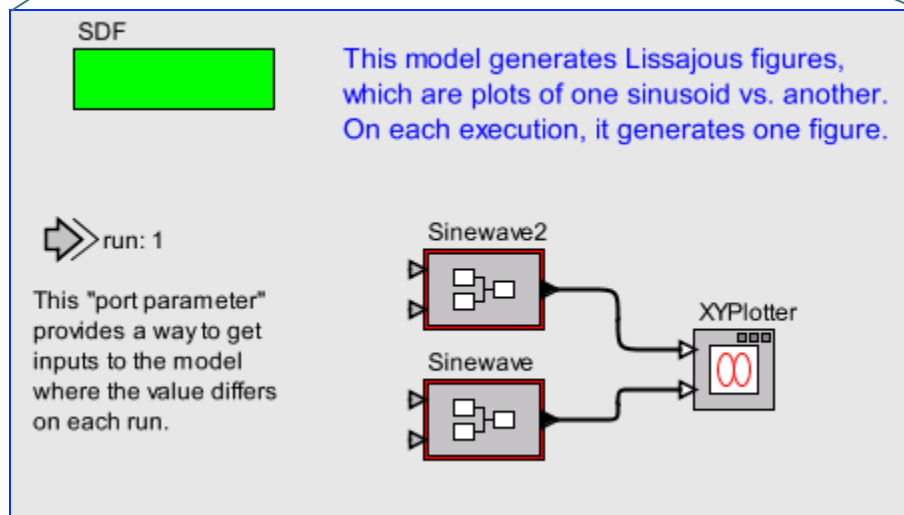 SDF
This model generates Lissajous figures,
which are plots of one sinusoid vs. another.
On each execution, it generates one figure.
run: 1
This "port parameter"
provides a way to get
inputs to the model
where the value differs
on each run.
Sinewave2
XYPlotter
Sinewave